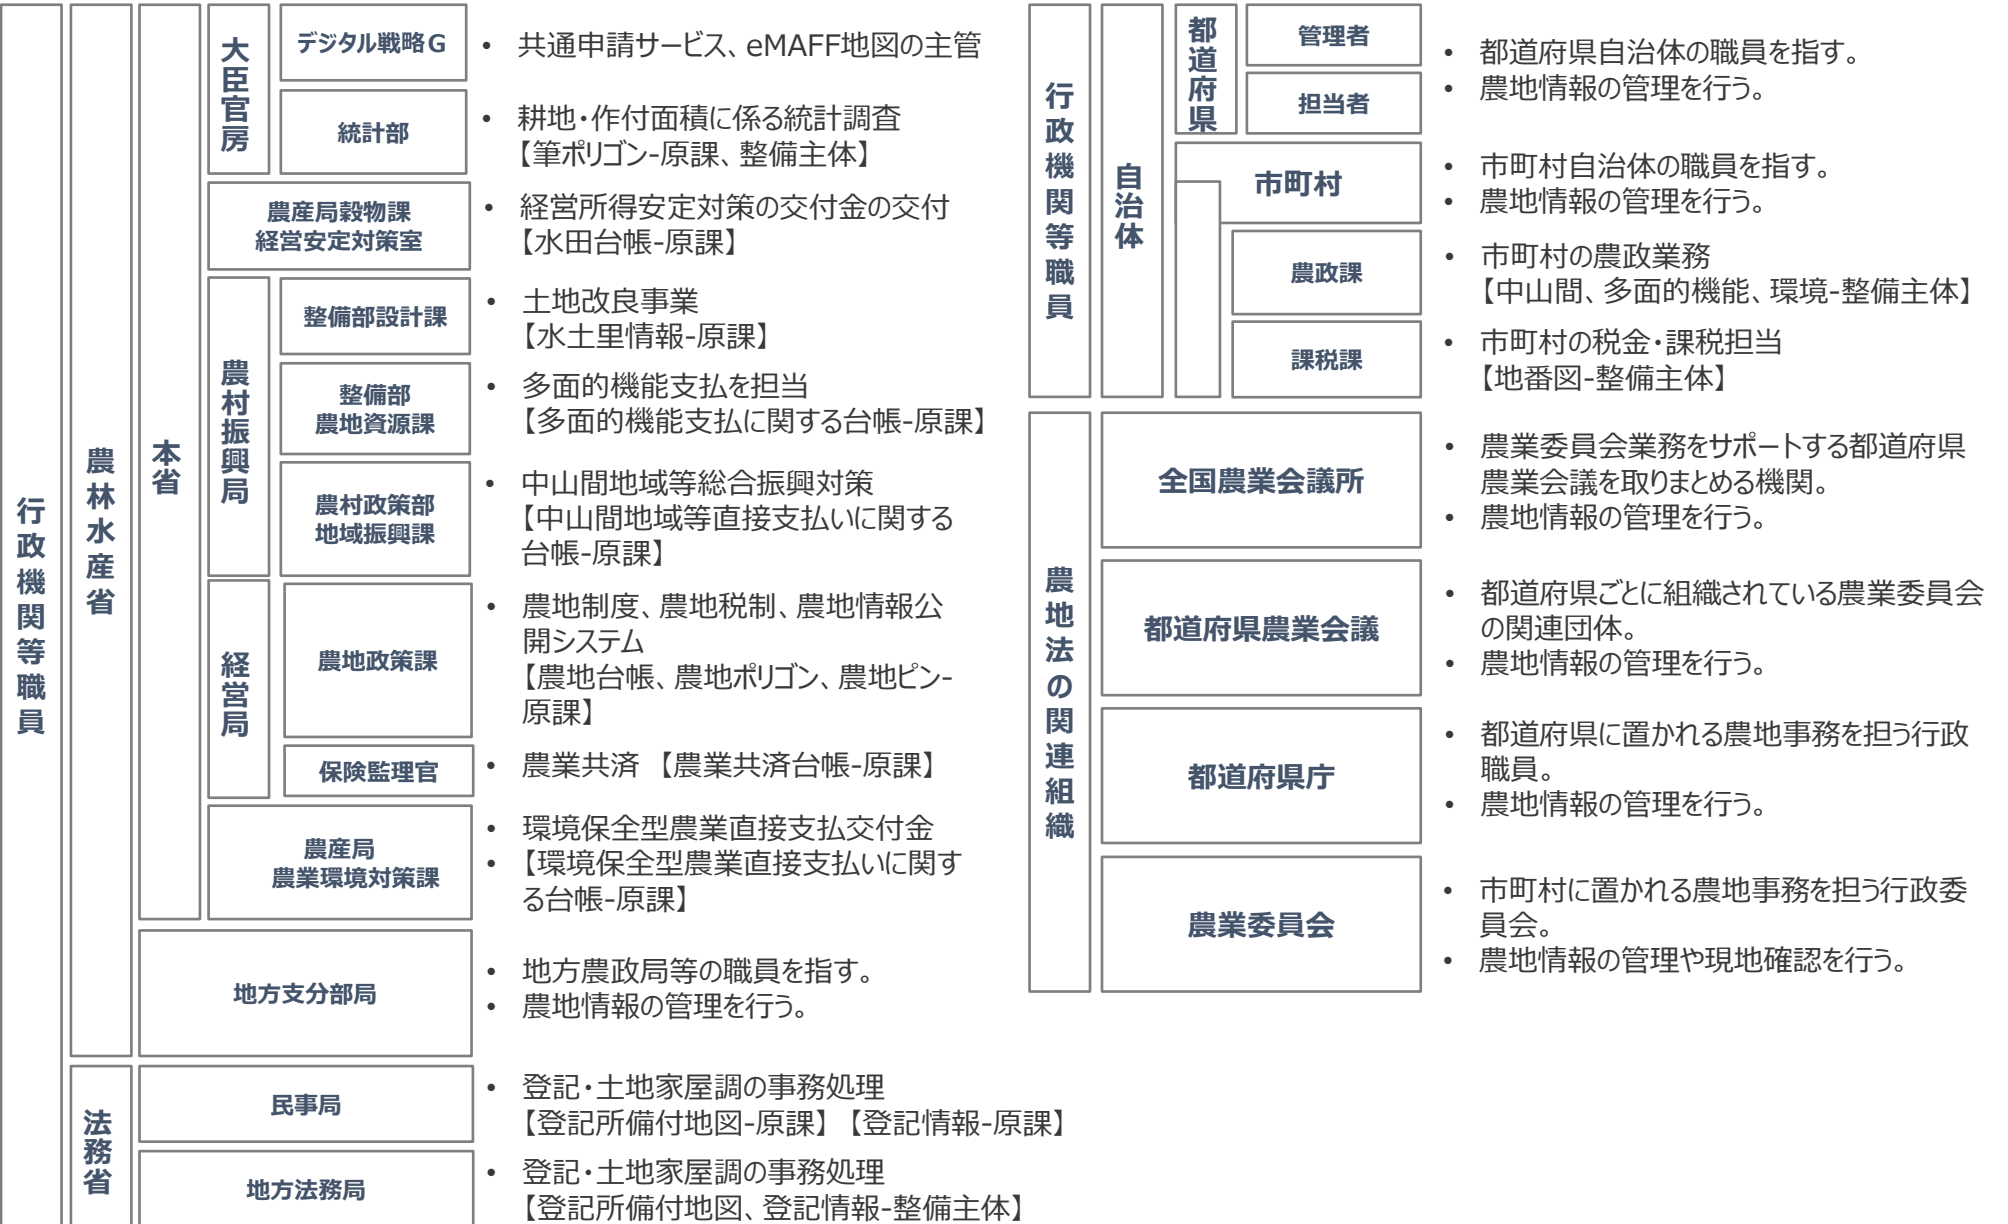 行政機関等職員
農林水産省
本省
大臣官房
デジタル戦略G
• 共通申請サービス、eMAFF地図の主管
統計部
• 耕地・作付面積に係る統計調査
【筆ポリゴン-原課、整備主体】
農産局穀物課
経営安定対策室
• 経営所得安定対策の交付金の交付
【水田台帳-原課】
農村振興局
整備部設計課
• 土地改良事業
【水土里情報-原課】
整備部
農地資源課
• 多面的機能支払を担当
【多面的機能支払に関する台帳-原課】
農村政策部
地域振興課
• 中山間地域等総合振興対策
【中山間地域等直接支払いに関する
台帳-原課】
経営局
農地政策課
• 農地制度、農地税制、農地情報公
開システム
【農地台帳、農地ポリゴン、農地ピン-
原課】
保険監理官
• 農業共済 【農業共済台帳-原課】
農産局
農業環境対策課
• 環境保全型農業直接支払交付金
• 【環境保全型農業直接支払いに関す
る台帳-原課】
地方支分部局
• 地方農政局等の職員を指す。
• 農地情報の管理を行う。
法務省
民事局
• 登記・土地家屋調の事務処理
【登記所備付地図-原課】【登記情報-原課】
地方法務局
• 登記・土地家屋調の事務処理
【登記所備付地図、登記情報-整備主体】
行政機関等職員
自治体
都道府県
管理者
担当者
• 都道府県自治体の職員を指す。
• 農地情報の管理を行う。
市町村
• 市町村自治体の職員を指す。
• 農地情報の管理を行う。
農政課
• 市町村の農政業務
【中山間、多面的機能、環境-整備主体】
課税課
• 市町村の税金・課税担当
【地番図-整備主体】
農地法の関連組織
全国農業会議所
• 農業委員会業務をサポートする都道府県
農業会議を取りまとめる機関。
• 農地情報の管理を行う。
都道府県農業会議
• 都道府県ごとに組織されている農業委員会
の関連団体。
• 農地情報の管理を行う。
都道府県庁
• 都道府県に置かれる農地事務を担う行政
職員。
• 農地情報の管理を行う。
農業委員会
• 市町村に置かれる農地事務を担う行政委
員会。
• 農地情報の管理や現地確認を行う。